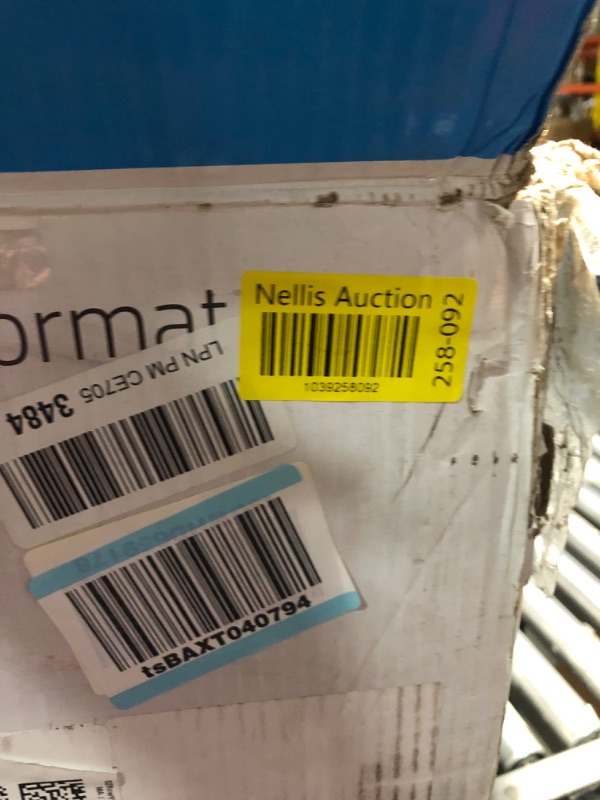 ormat
Nellis Auction
1039258092
258-092
LPN PM CE705 3484
tsBAXT040794